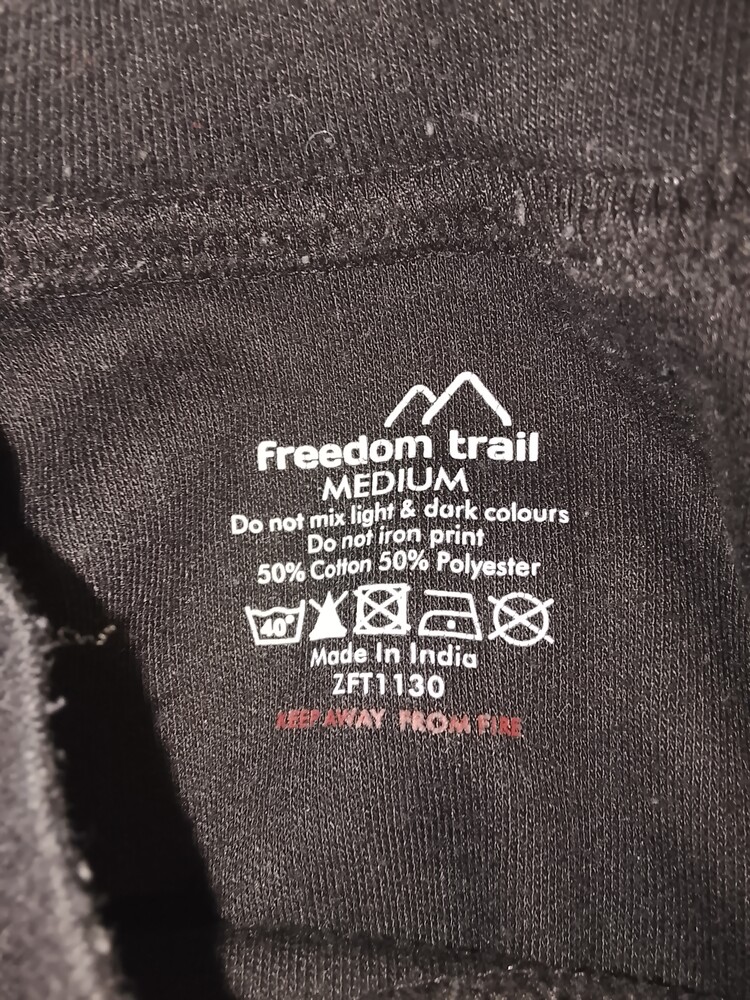 freedom trail
MEDIUM
Do not mix light & dark colours
Do not iron print
50% Cotton 50% Polyester
40°
Made In India
ZFT1130
KEEP AWAY FROM FIRE